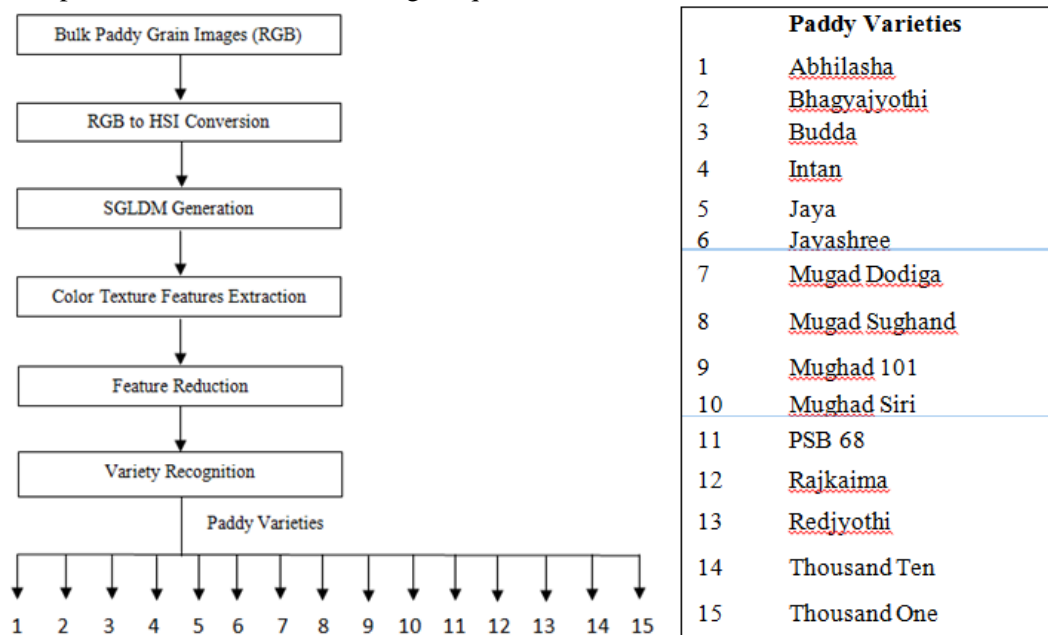 Bulk Paddy Grain Images (RGB)
RGB to HSI Conversion
SGLDM Generation
Color Texture Features Extraction
Feature Reduction
Variety Recognition
Paddy Varieties
1 2 3 4 5 6 7 8 9 10 11 12 13 14 15
Paddy Varieties
1 Abhilasha
2 Bhagyajyothi
3 Budda
4 Intan
5 Jaya
6 Jayashree
7 Mugad Dodiga
8 Mugad Sughand
9 Mughad 101
10 Mughad Siri
11 PSB 68
12 Rajkaima
13 Redjyothi
14 Thousand Ten
15 Thousand One